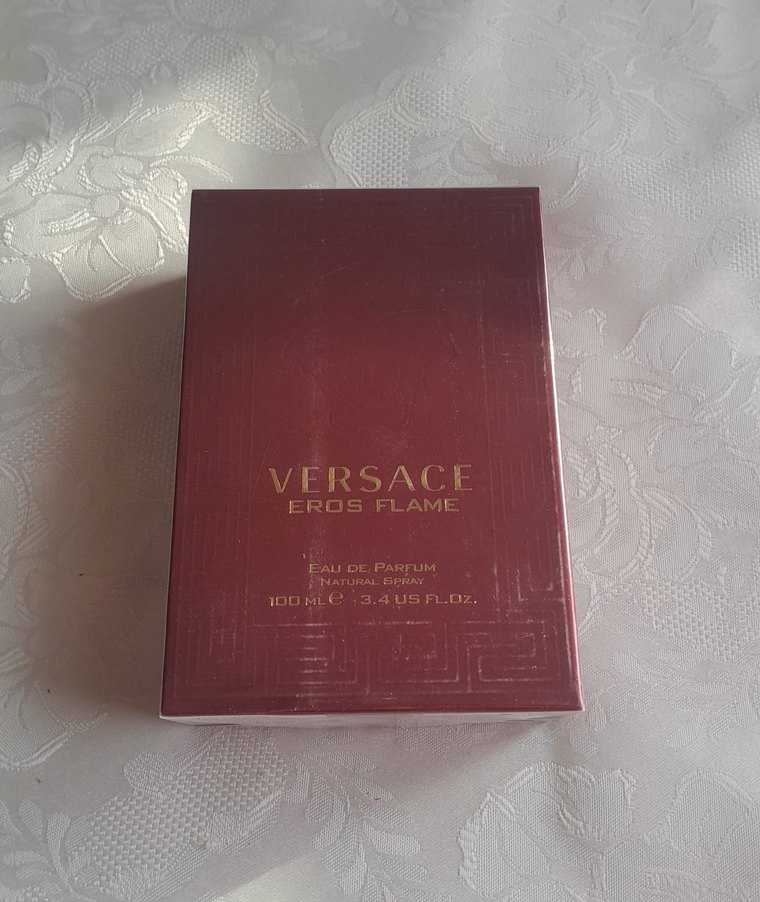 VERSACE
EROS FLAME
EAU DE PARFUM
NATURAL SPRAY
100 ML ℮ 3.4 US FL.OZ.